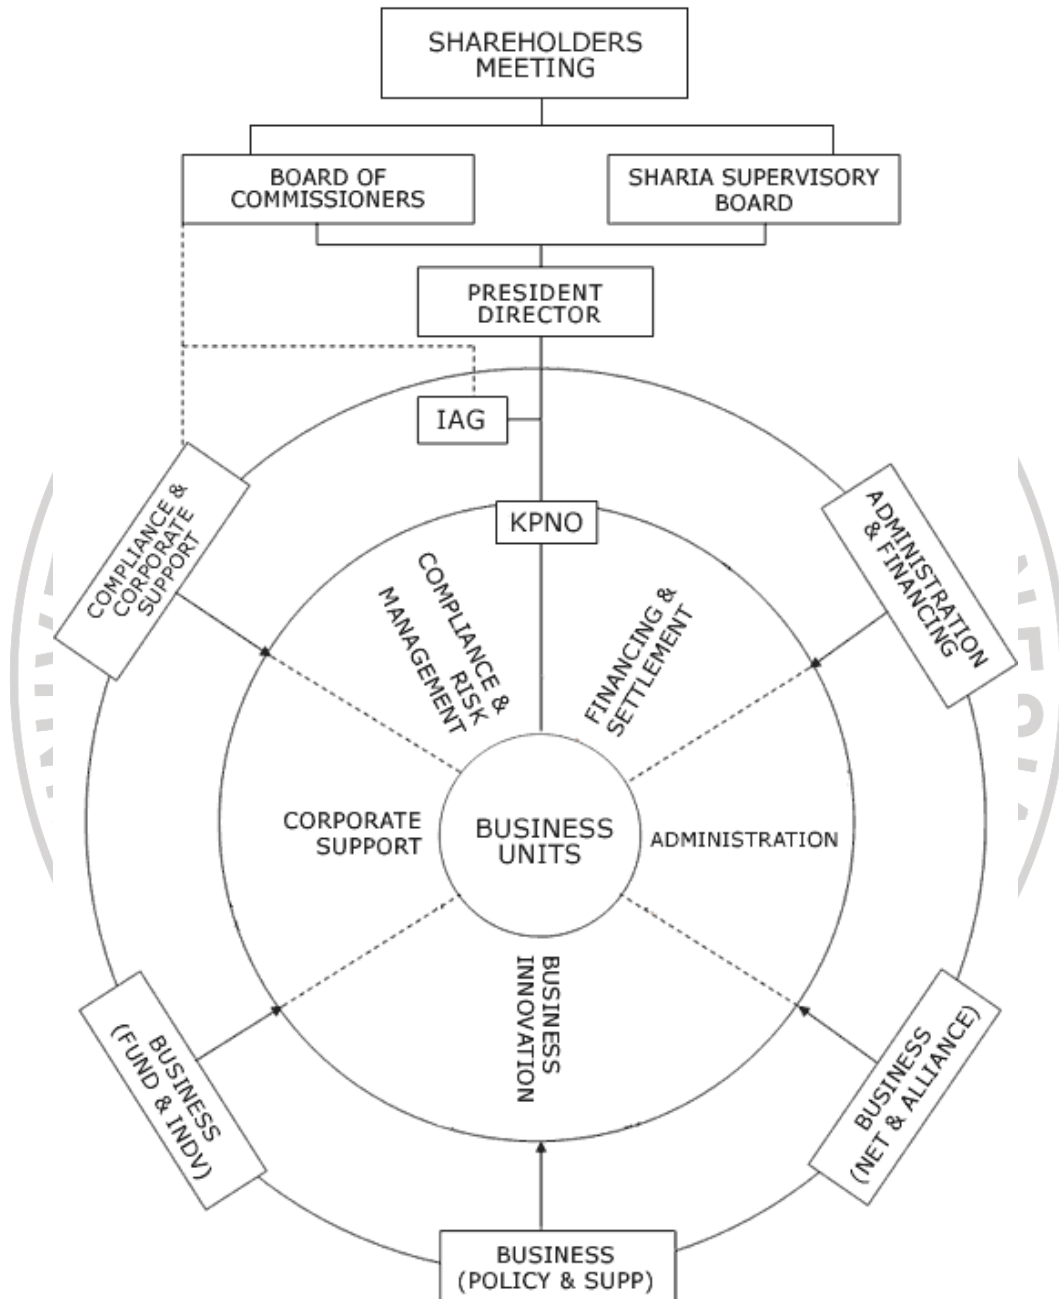 SHAREHOLDERS
MEETING
BOARD OF
COMMISSIONERS
SHARIA SUPERVISORY
BOARD
PRESIDENT
DIRECTOR
IAG
KPNO
COMPLIANCE &
CORPORATE
SUPPORT
ADMINISTRATION
& FINANCING
COMPLIANCE &
RISK
MANAGEMENT
FINANCING &
SETTLEMENT
CORPORATE
SUPPORT
BUSINESS
UNITS
ADMINISTRATION
BUSINESS
INNOVATION
BUSINESS
(FUND & INDV)
BUSINESS
(NET & ALLIANCE)
BUSINESS
(POLICY & SUPP)